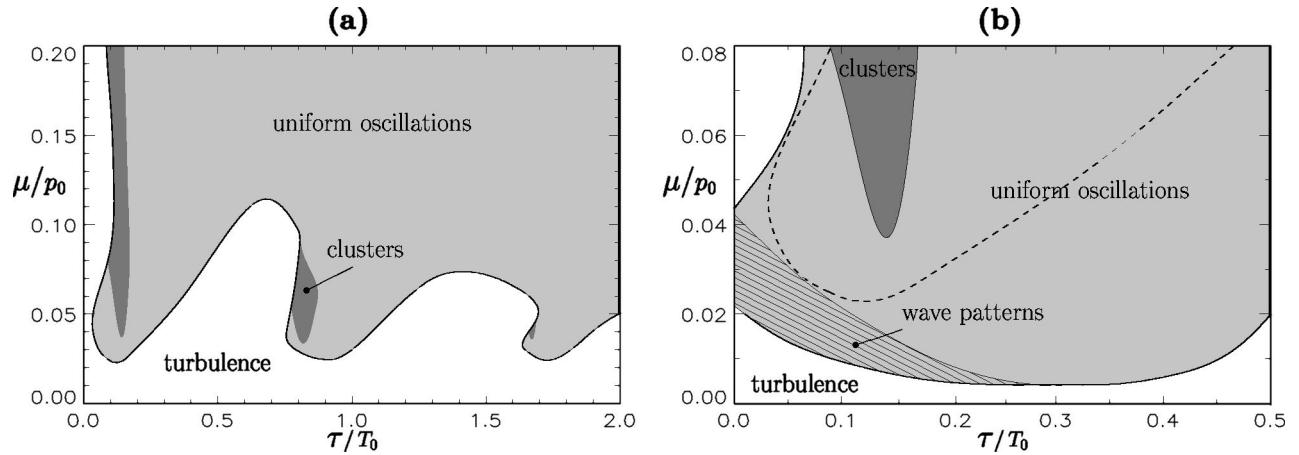 (a)
0.20
0.15
0.10
0.05
0.00
μ/p₀
uniform oscillations
clusters
turbulence
0.0 0.5 1.0 1.5 2.0
τ/T₀
(b)
0.08
0.06
0.04
0.02
0.00
μ/p₀
clusters
uniform oscillations
wave patterns
turbulence
0.0 0.1 0.2 0.3 0.4 0.5
τ/T₀